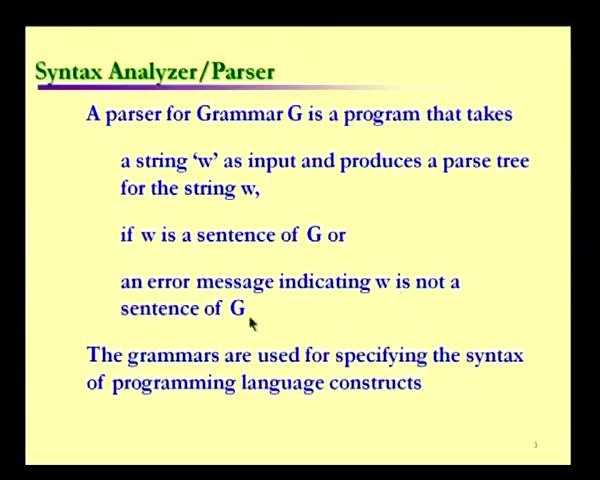 Syntax Analyzer/Parser
A parser for Grammar G is a program that takes
a string ‘w’ as input and produces a parse tree
for the string w,
if w is a sentence of G or
an error message indicating w is not a
sentence of G
The grammars are used for specifying the syntax
of programming language constructs
3